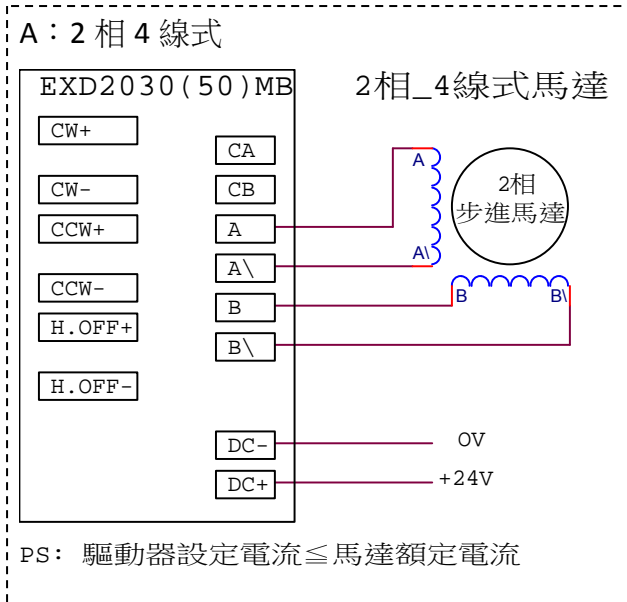 A：2 相 4 線式
EXD2030(50)MB
2相_4線式馬達
CW+
CW-
CCW+
CCW-
H.OFF+
H.OFF-
CA
CB
A
A\
B
B\
DC-
DC+
A
A\
B
B\
2相
步進馬達
0V
+24V
PS: 驅動器設定電流≦馬達額定電流